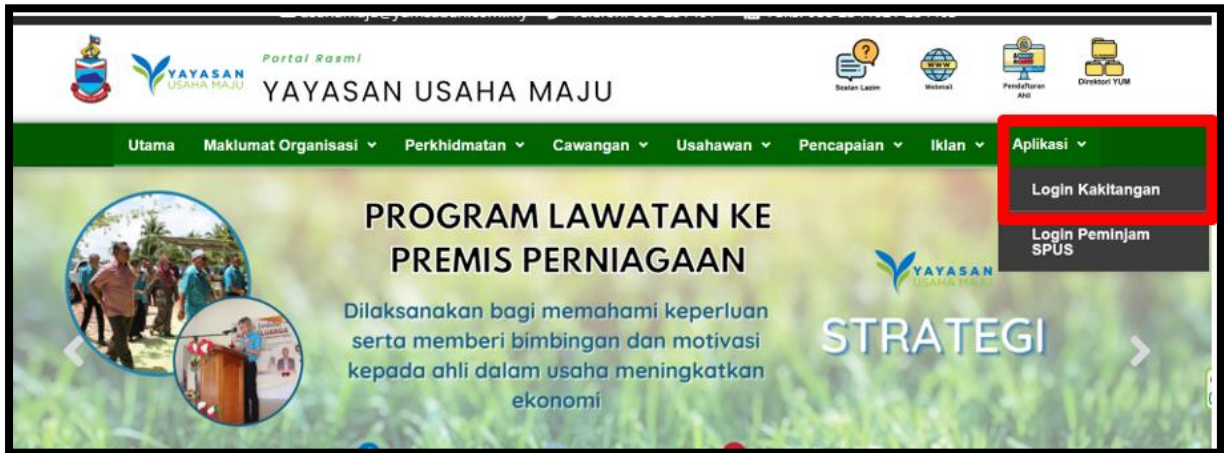 Portal Rasmi
YAYASAN
USAHA MAJU
YAYASAN USAHA MAJU
?
www
Soalan Lazim
Webmail
Pendaftaran
Ahli
Direktori YUM
Utama Maklumat Organisasi Perkhidmatan Cawangan Usahawan Pencapaian Iklan Aplikasi
Login Kakitangan
Login Peminjam
SPUS
PROGRAM LAWATAN KE
PREMIS PERNIAGAAN
Dilaksanakan bagi memahami keperluan
serta memberi bimbingan dan motivasi
kepada ahli dalam usaha meningkatkan
ekonomi
YAYASAN
USAHA MAJU
STRATEGI